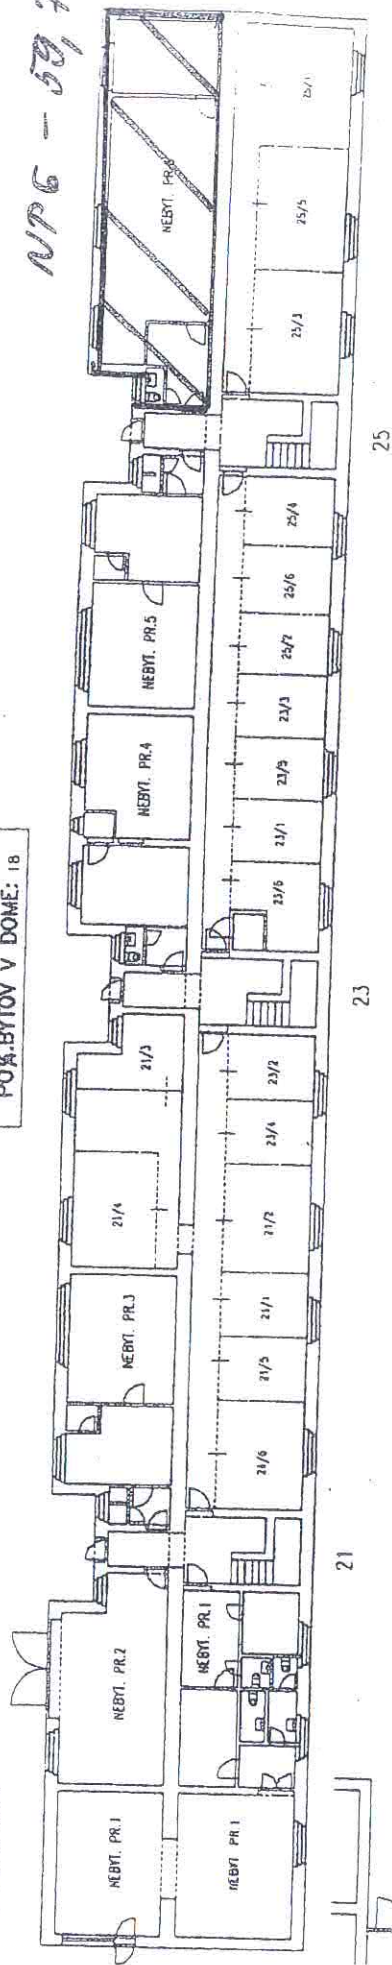 NP6 - 59,
POČ.BYTOV V DOME: 18
NEBYT. PR.6
25/1
25/5
25/3
NEBYT. PR.5
NEBYT. PR.4
25/4
25/6
25/2
23/3
23/5
23/1
23/6
21/3
21/4
23/2
23/4
21/2
21/1
21/5
21/6
NEBYT. PR.3
NEBYT. PR.2
NEBYT. PR.1
NEBYT. PR.1
NEBYT. PR.1
25
23
21